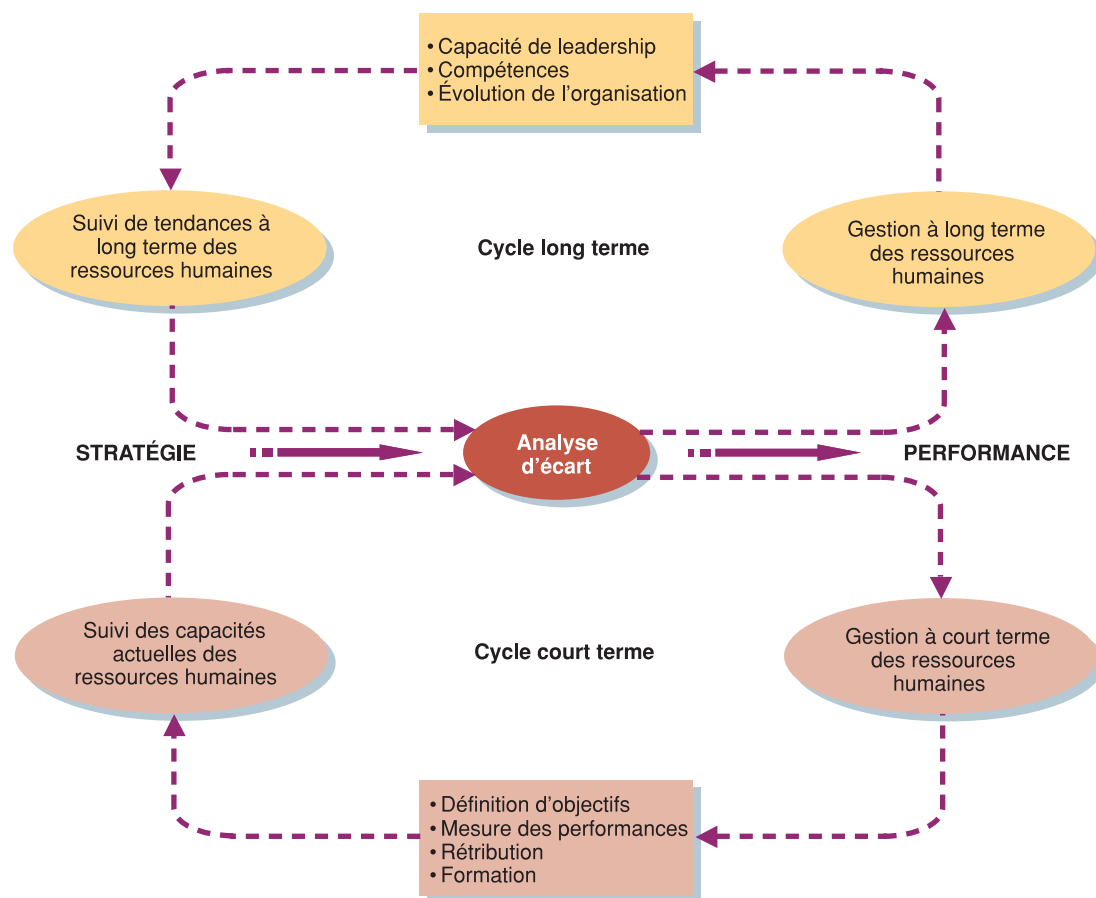 • Capacité de leadership
• Compétences
• Évolution de l'organisation
Suivi de tendances à
long terme des
ressources humaines
Cycle long terme
Gestion à long terme
des ressources
humaines
STRATÉGIE
Analyse
d'écart
PERFORMANCE
Suivi des capacités
actuelles des
ressources humaines
Cycle court terme
Gestion à court terme
des ressources
humaines
• Définition d'objectifs
• Mesure des performances
• Rétribution
• Formation